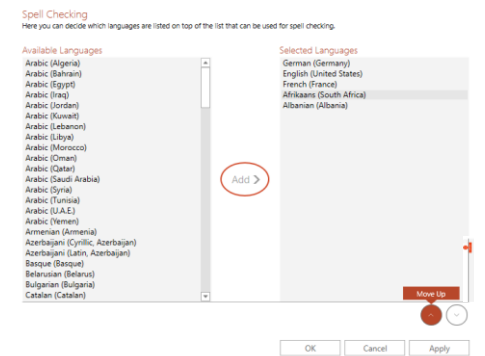 Spell Checking
Here you can decide which languages are listed on top of the list that can be used for spell checking.
Available Languages
Arabic (Algeria)
Arabic (Bahrain)
Arabic (Egypt)
Arabic (Iraq)
Arabic (Jordan)
Arabic (Kuwait)
Arabic (Lebanon)
Arabic (Libya)
Arabic (Morocco)
Arabic (Oman)
Arabic (Qatar)
Arabic (Saudi Arabia)
Arabic (Syria)
Arabic (Tunisia)
Arabic (U.A.E.)
Arabic (Yemen)
Armenian (Armenia)
Azerbaijani (Cyrillic, Azerbaijan)
Azerbaijani (Latin, Azerbaijan)
Basque (Basque)
Belarusian (Belarus)
Bulgarian (Bulgaria)
Catalan (Catalan)
Add
Selected Languages
German (Germany)
English (United States)
French (France)
Afrikaans (South Africa)
Albanian (Albania)
Move Up
OK
Cancel
Apply